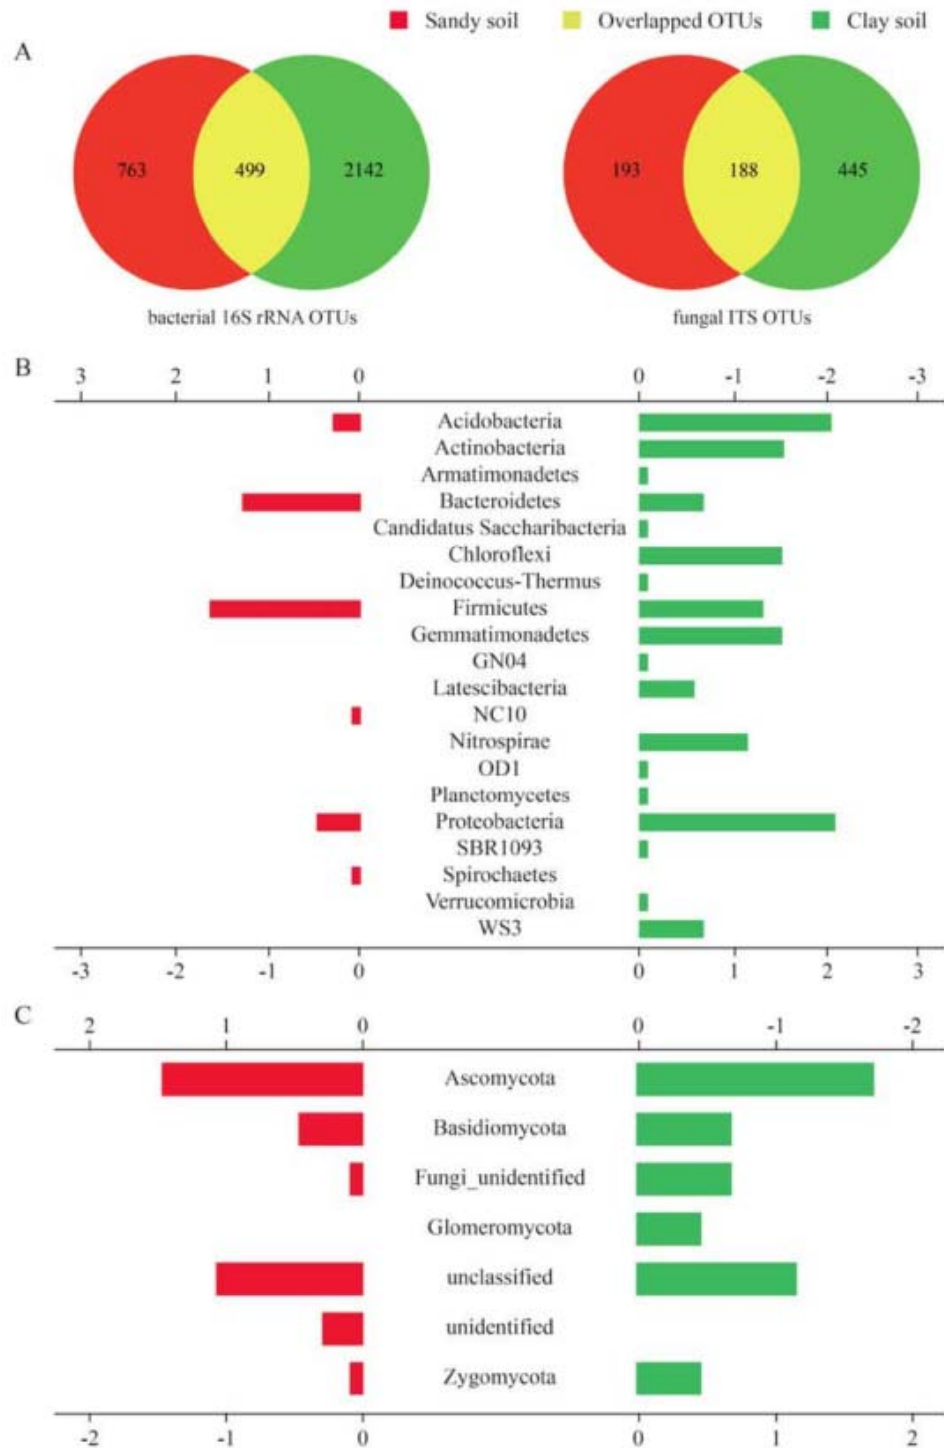 Sandy soil Overlapped OTUs Clay soil
A
763 499 2142 193 188 445
bacterial 16S rRNA OTUs fungal ITS OTUs
B
3 2 1 0 0 -1 -2 -3
Acidobacteria
Actinobacteria
Armatimonadetes
Bacteroidetes
Candidatus Saccharibacteria
Chloroflexi
Deinococcus-Thermus
Firmicutes
Gemmatimonadetes
GN04
Latescibacteria
NC10
Nitrospirae
OD1
Planctomycetes
Proteobacteria
SBR1093
Spirochaetes
Verrucomicrobia
WS3
-3 -2 -1 0 0 1 2 3
C
2 1 0 0 -1 -2
Ascomycota
Basidiomycota
Fungi_unidentified
Glomeromycota
unclassified
unidentified
Zygomycota
-2 -1 0 0 1 2